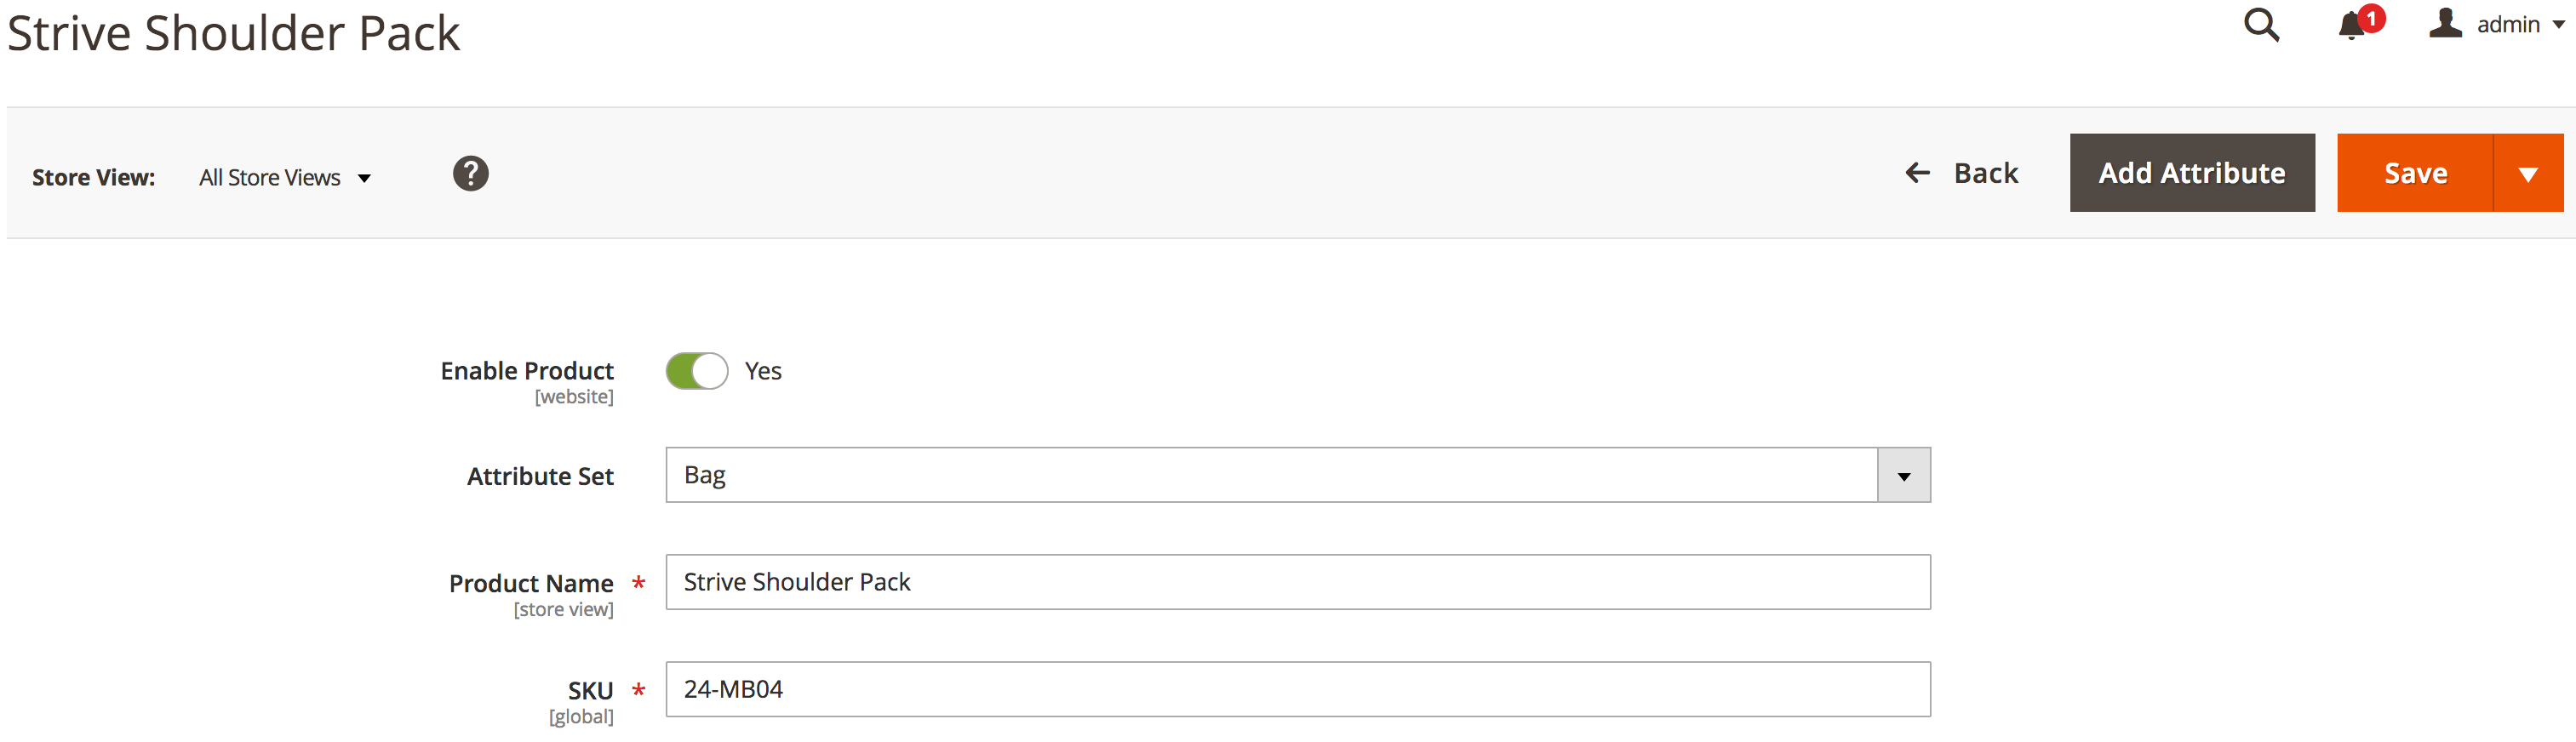 Strive Shoulder Pack
1
admin
Store View: All Store Views ?
Back
Add Attribute
Save
Enable Product
[website]
Yes
Attribute Set
Bag
Product Name *
[store view]
Strive Shoulder Pack
SKU *
[global]
24-MB04